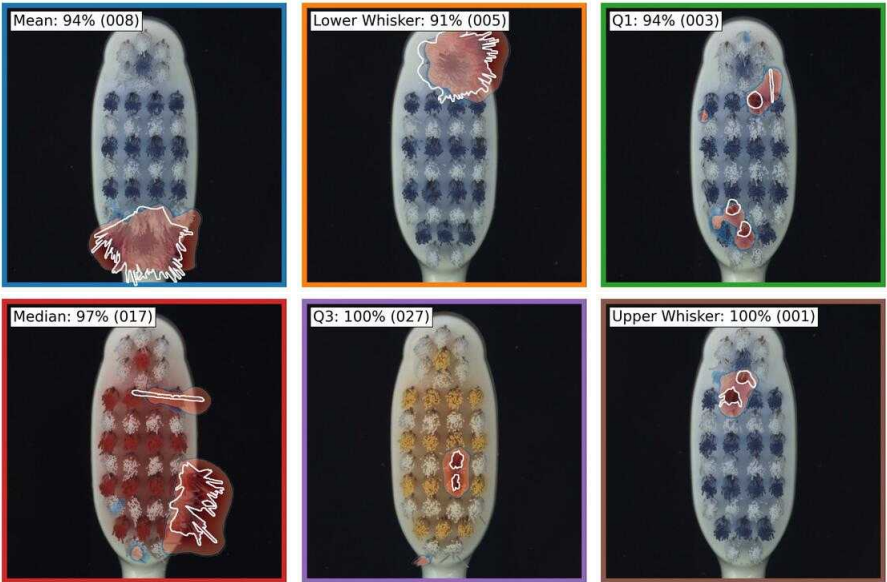 Mean: 94% (008)
Lower Whisker: 91% (005)
Q1: 94% (003)
Median: 97% (017)
Q3: 100% (027)
Upper Whisker: 100% (001)